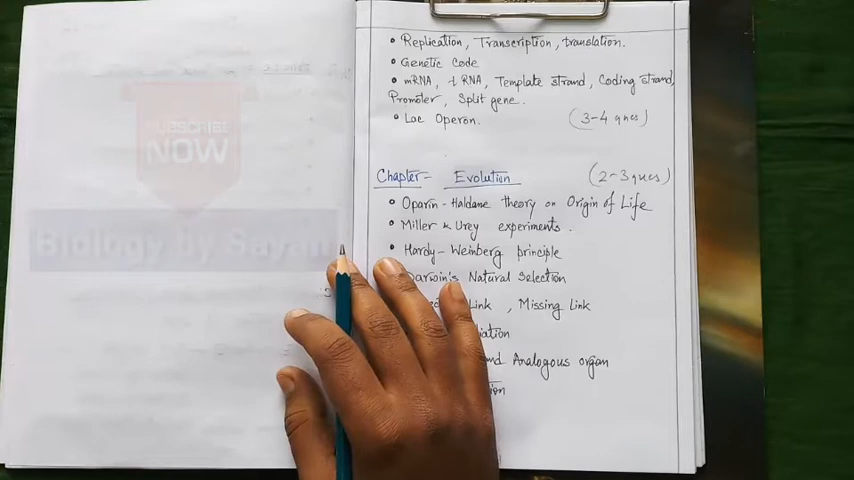 SUBSCRIBE
NOW
Biology by Sayan
• Replication, Transcription, translation.
• Genetic Code
• mRNA, tRNA, Template strand, Coding strand,
Promoter, Split gene.
• Lac Operon. (3-4 ques)
Chapter- Evolution (2-3 ques)
• Oparin-Haldane theory on Origin of Life
• Miller & Urey experiments.
• Hardy-Weinberg principle
Darwin's Natural Selection
Link, Missing link
and Analogous organ